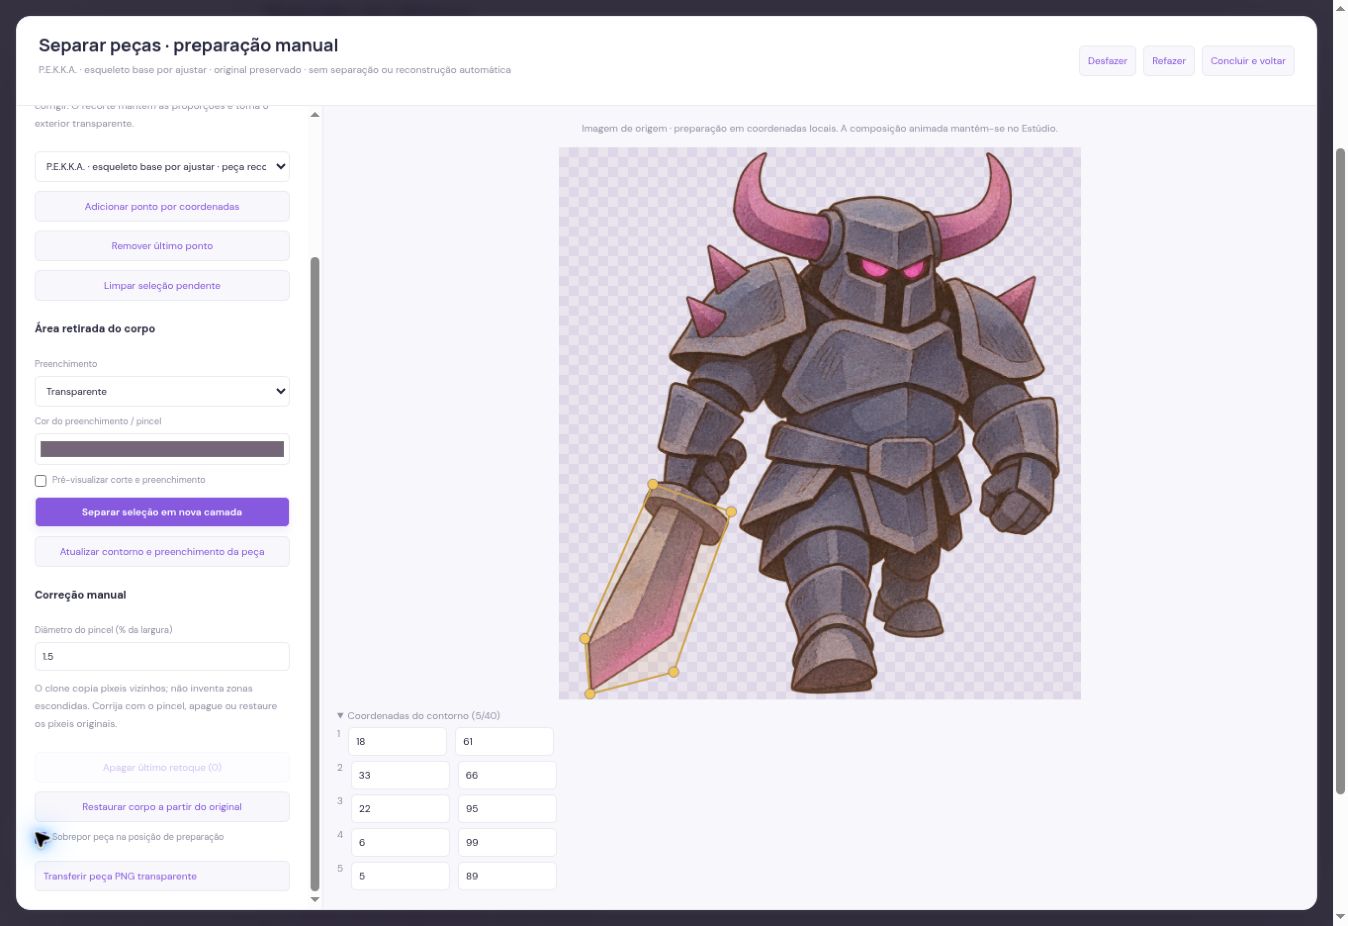 Separar peças · preparação manual
P.E.K.K.A. · esqueleto base por ajustar · original preservado · sem separação ou reconstrução automática
Desfazer
Refazer
Concluir e voltar
corrigir. O recorte mantém as proporções e torna o
exterior transparente.
P.E.K.K.A. · esqueleto base por ajustar · peça reco
Adicionar ponto por coordenadas
Remover último ponto
Limpar seleção pendente
Área retirada do corpo
Preenchimento
Transparente
Cor do preenchimento / pincel
Pré-visualizar corte e preenchimento
Separar seleção em nova camada
Atualizar contorno e preenchimento da peça
Correção manual
Diâmetro do pincel (% da largura)
1.5
O clone copia píxeis vizinhos; não inventa zonas
escondidas. Corrija com o pincel, apague ou restaure
os píxeis originais.
Apagar último retoque (0)
Restaurar corpo a partir do original
Sobrepor peça na posição de preparação
Transferir peça PNG transparente
Imagem de origem · preparação em coordenadas locais. A composição animada mantém-se no Estúdio.
▼ Coordenadas do contorno (5/40)
1 18 61
2 33 66
3 22 95
4 6 99
5 5 89